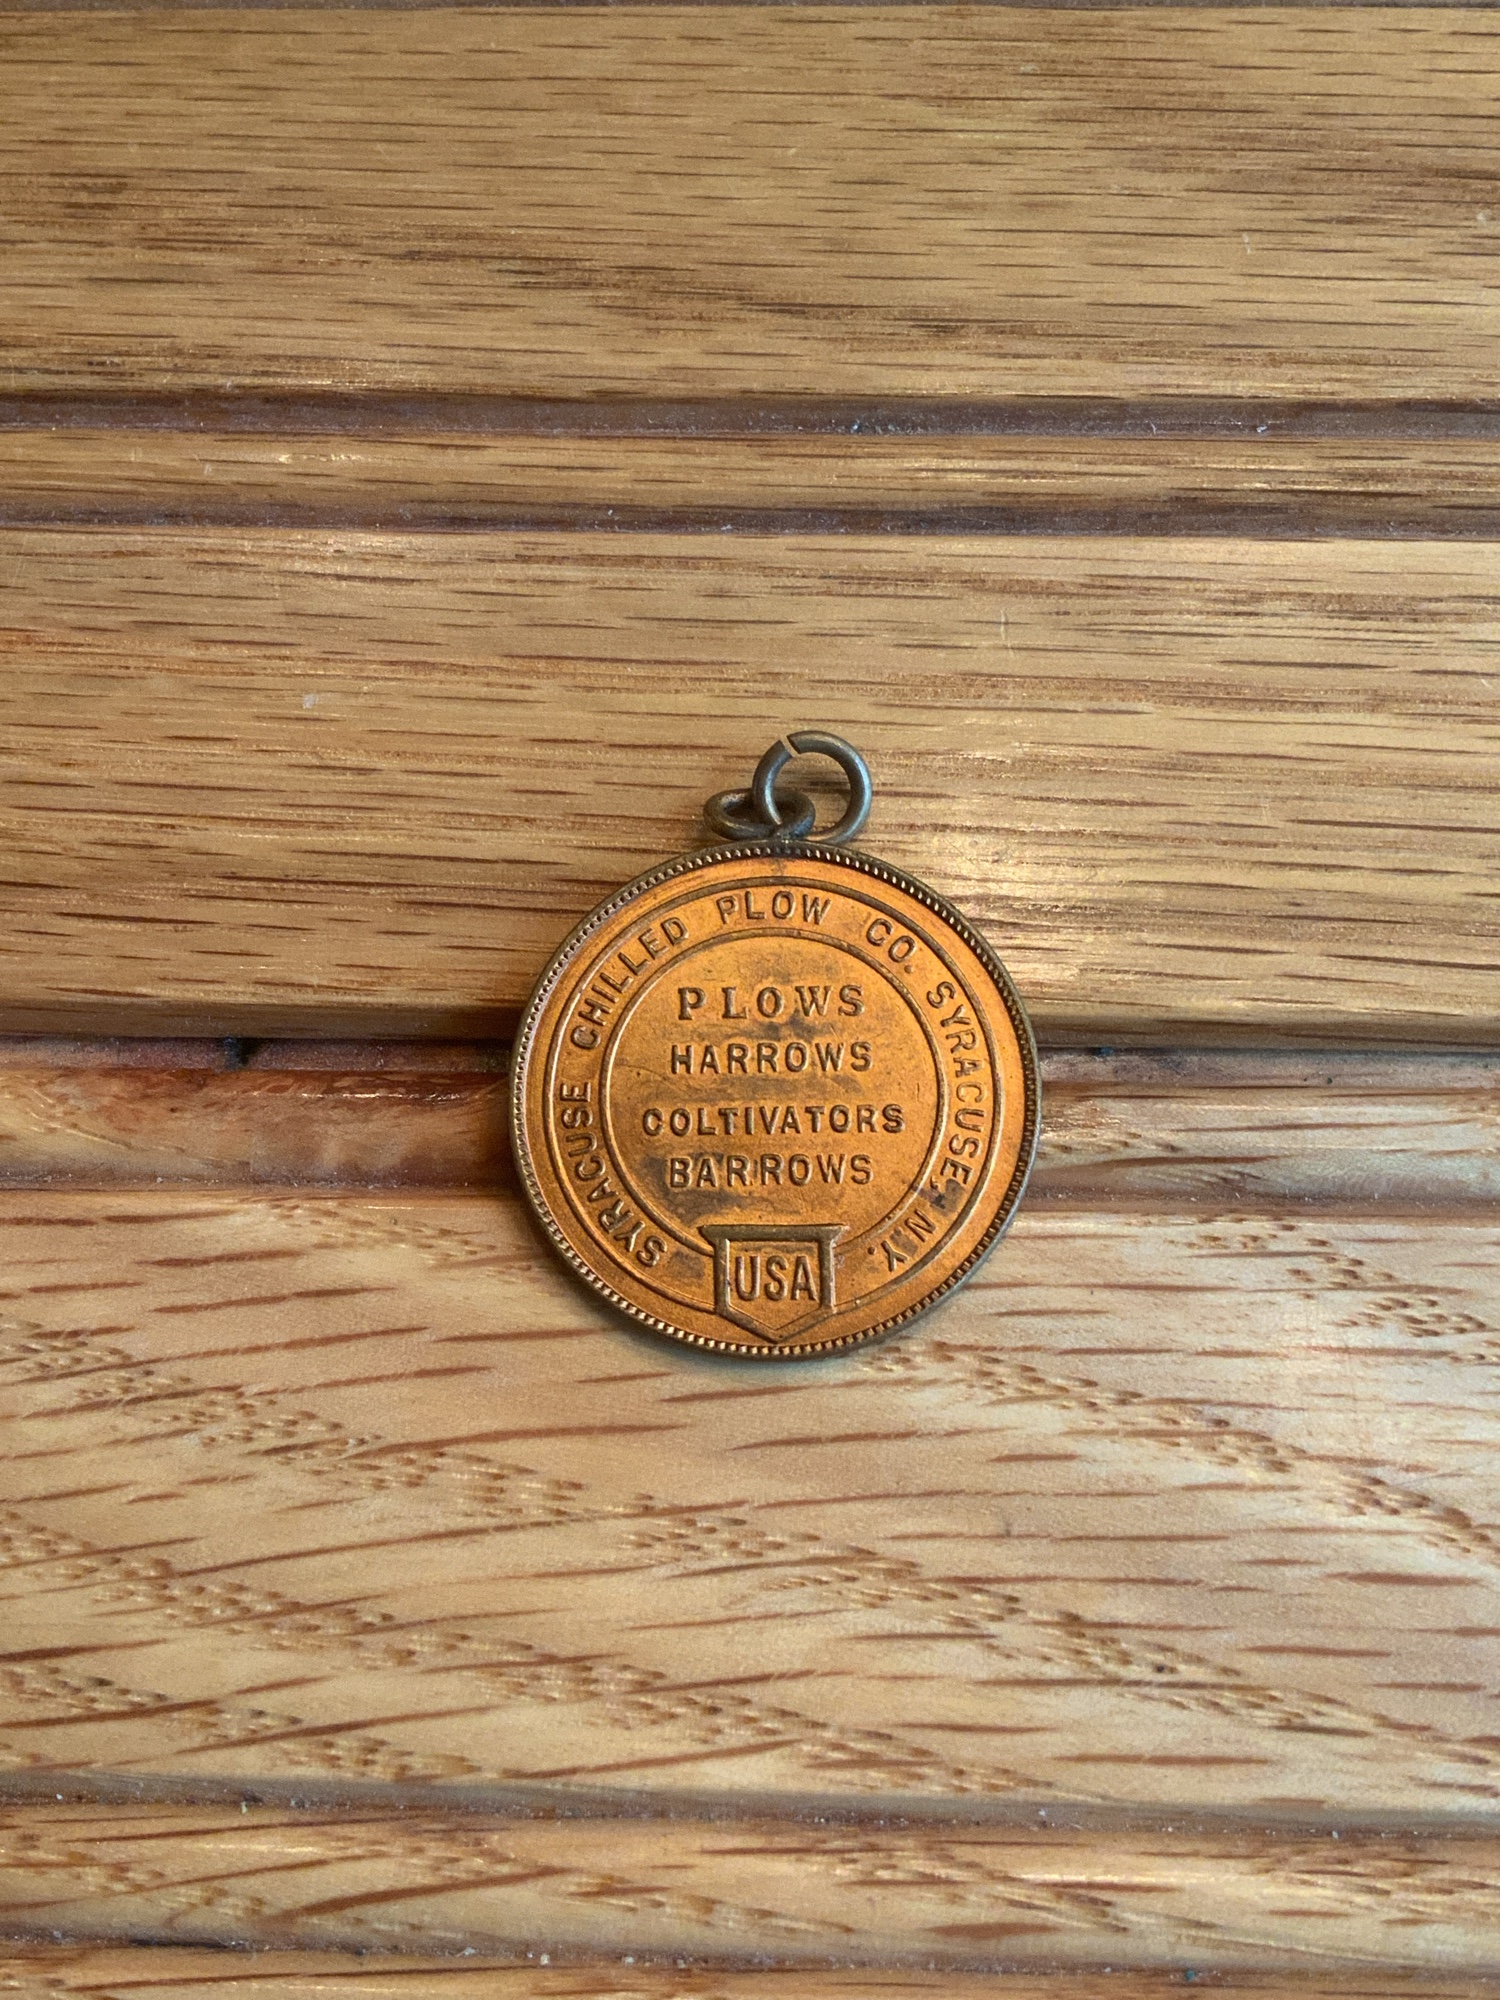 SYRACUSE CHILLED PLOW CO. SYRACUSE, N.Y.
PLOWS
HARROWS
COLTIVATORS
BARROWS
USA